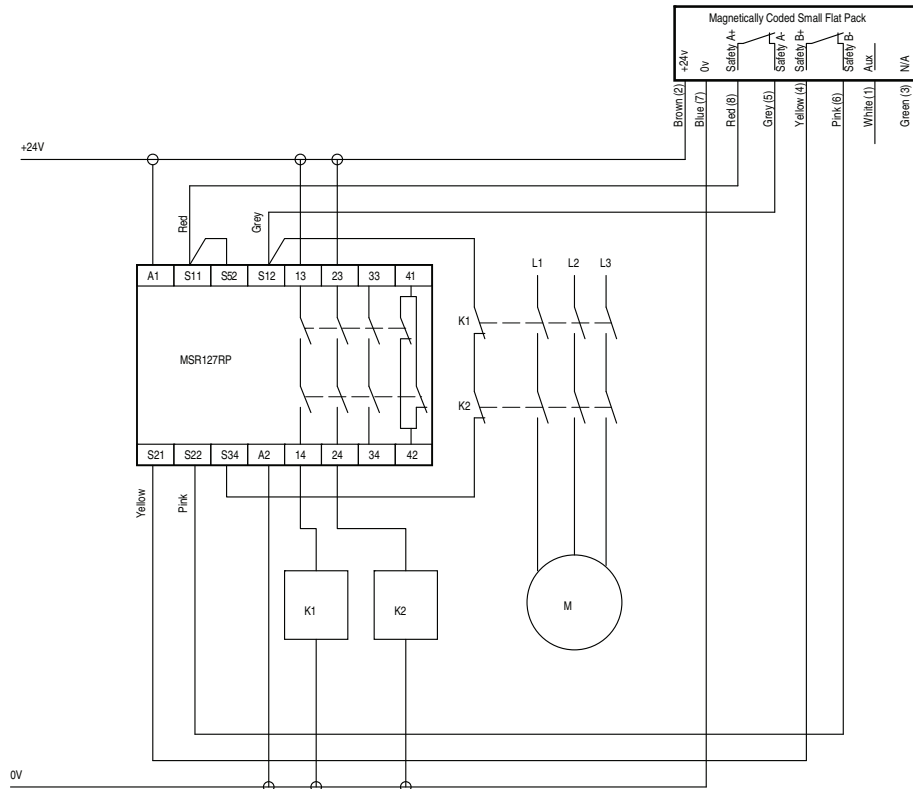 Magnetically Coded Small Flat Pack
+24v
0v
Safety A+
Safety A-
Safety B+
Safety B-
Aux
N/A
Brown (2)
Blue (7)
Red (8)
Grey (5)
Yellow (4)
Pink (6)
White (1)
Green (3)
+24V
Red
Grey
A1 S11 S52 S12 13 23 33 41
L1 L2 L3
K1
MSR127RP
K2
S21 S22 S34 A2 14 24 34 42
Yellow
Pink
K1 K2 M
0V